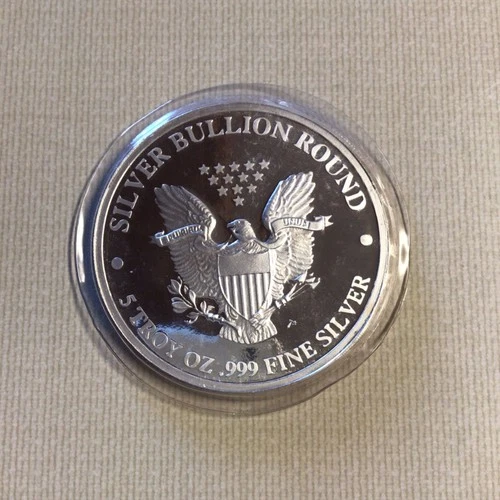 SILVER BULLION ROUND
5 TROY OZ .999 FINE SILVER